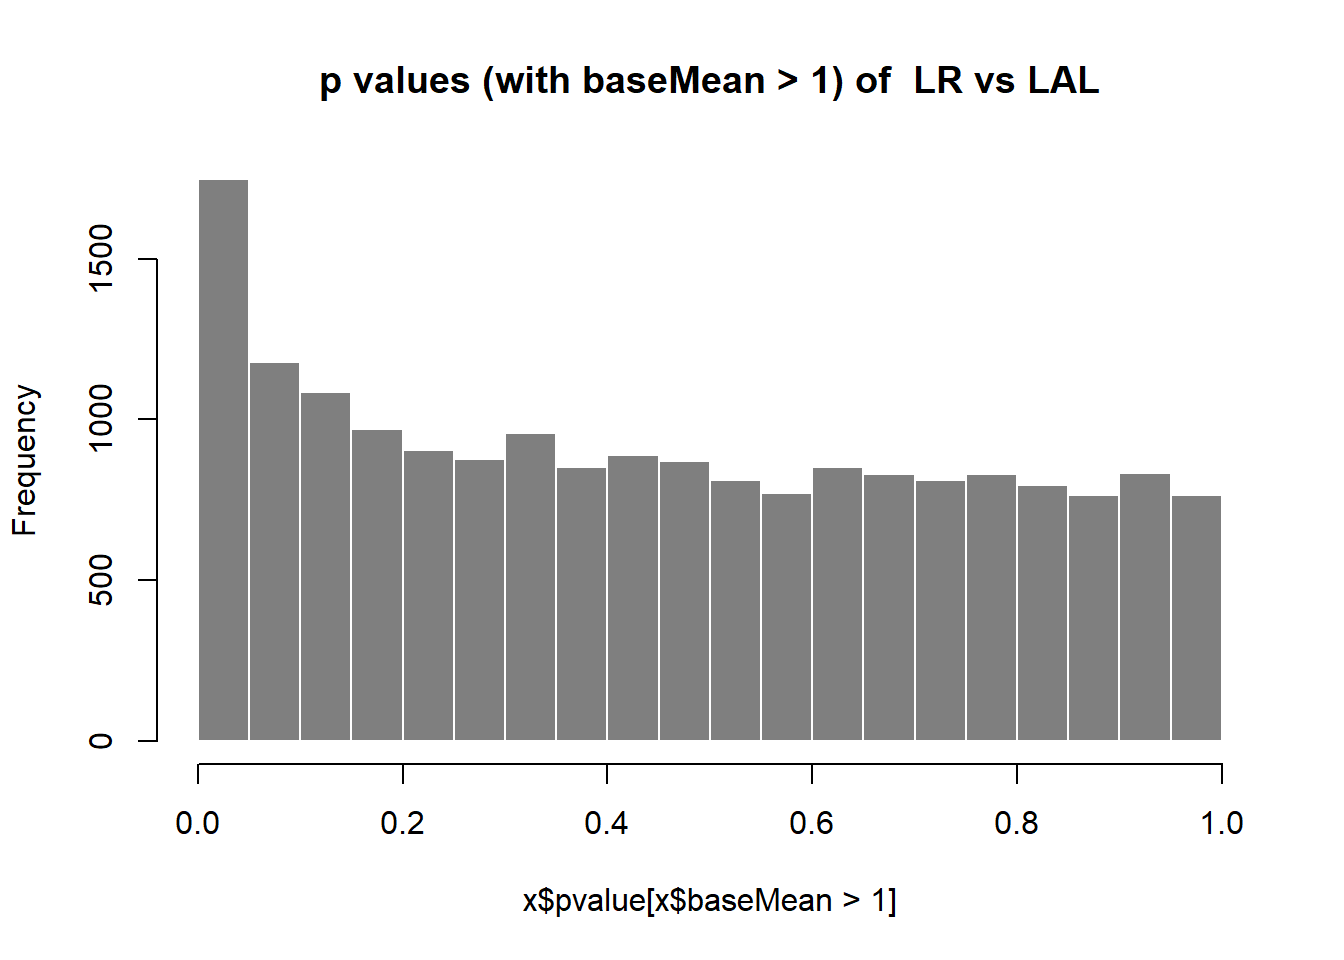 p values (with baseMean > 1) of  LR vs LAL
Frequency
1500
1000
500
0
0.0 0.2 0.4 0.6 0.8 1.0
x$pvalue[x$baseMean > 1]